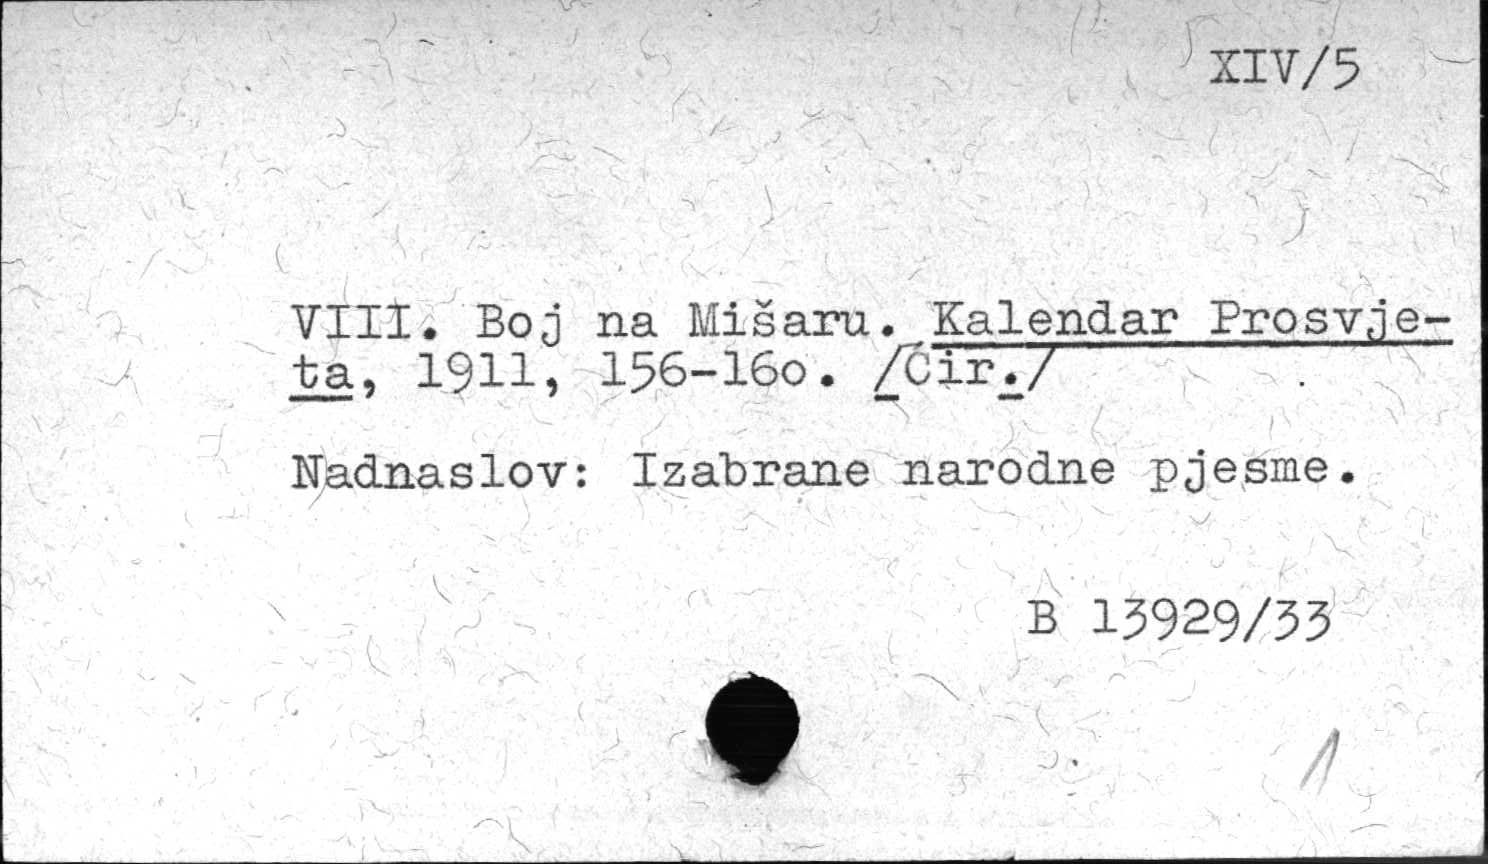 XIV/5
VIII. Boj na Mišaru. Kalendar Prosvje-
ta, 1911, 156-16o. /Ćir./
Nadnaslov: Izabrane narodne pjesme.
B 13929/33
1